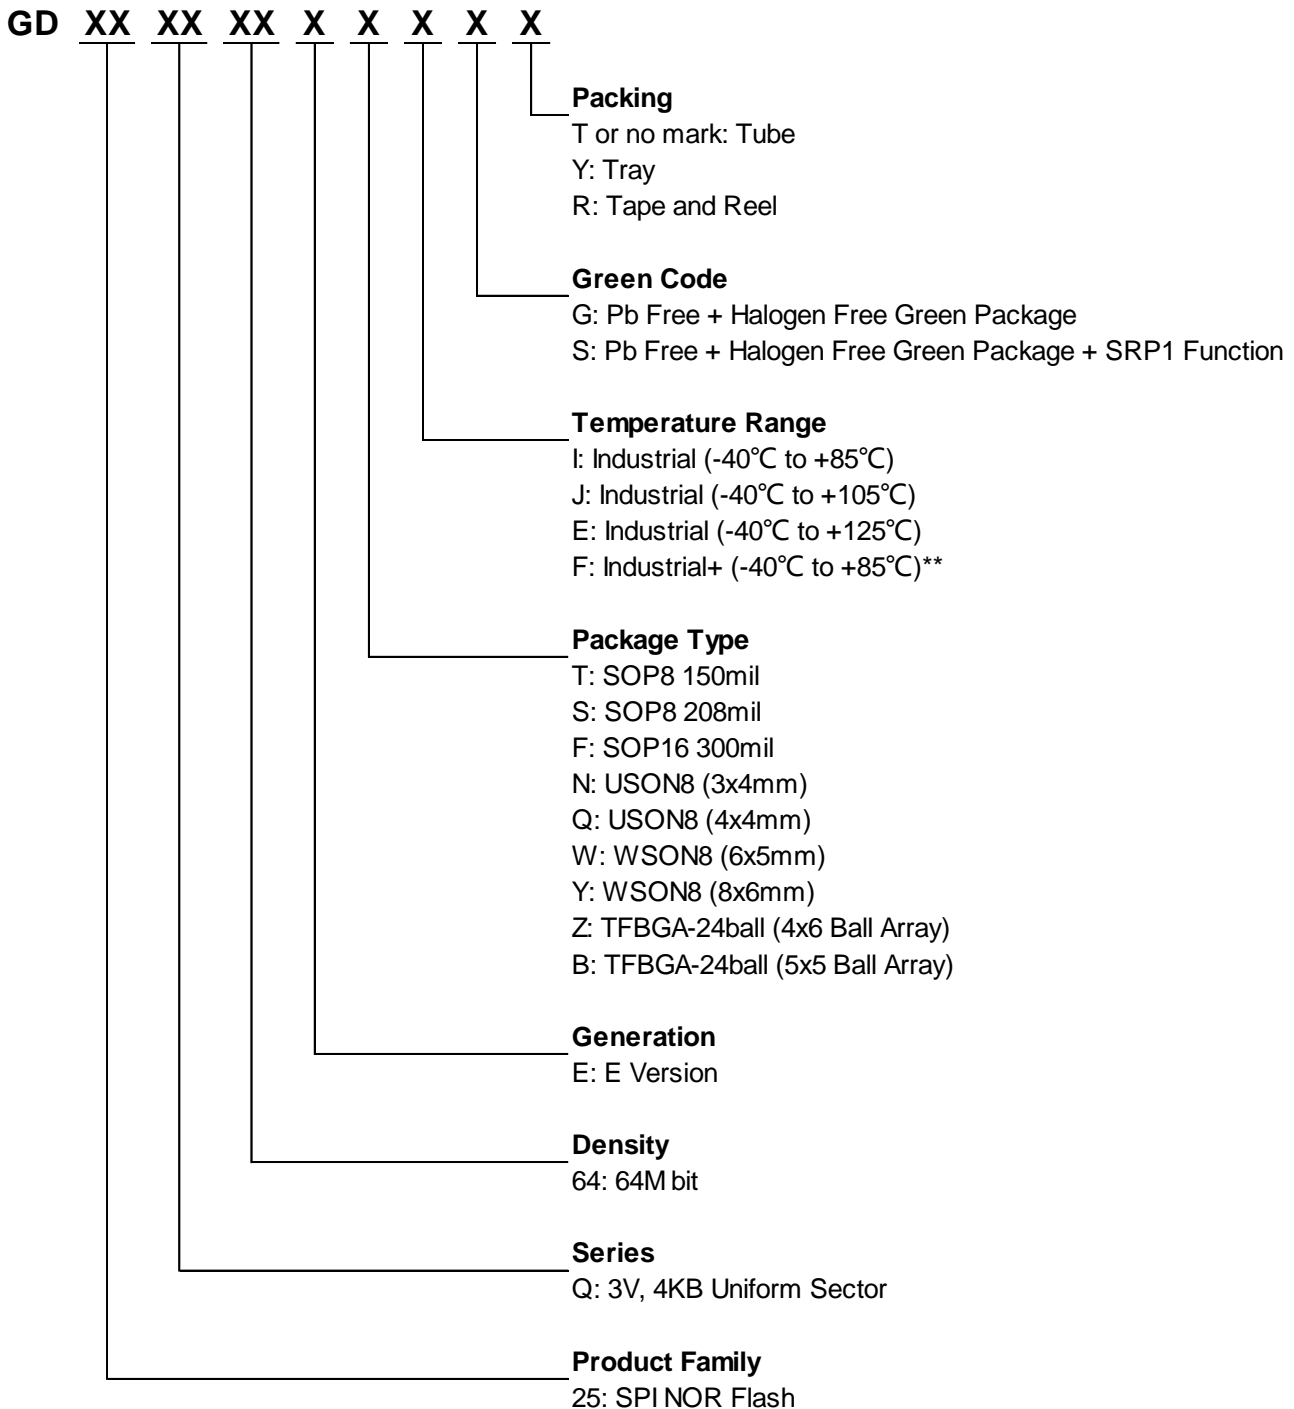 GD XX XX XX X X X X X
Packing
T or no mark: Tube
Y: Tray
R: Tape and Reel
Green Code
G: Pb Free + Halogen Free Green Package
S: Pb Free + Halogen Free Green Package + SRP1 Function
Temperature Range
I: Industrial (-40℃ to +85℃)
J: Industrial (-40℃ to +105℃)
E: Industrial (-40℃ to +125℃)
F: Industrial+ (-40℃ to +85℃)**
Package Type
T: SOP8 150mil
S: SOP8 208mil
F: SOP16 300mil
N: USON8 (3x4mm)
Q: USON8 (4x4mm)
W: WSON8 (6x5mm)
Y: WSON8 (8x6mm)
Z: TFBGA-24ball (4x6 Ball Array)
B: TFBGA-24ball (5x5 Ball Array)
Generation
E: E Version
Density
64: 64M bit
Series
Q: 3V, 4KB Uniform Sector
Product Family
25: SPI NOR Flash